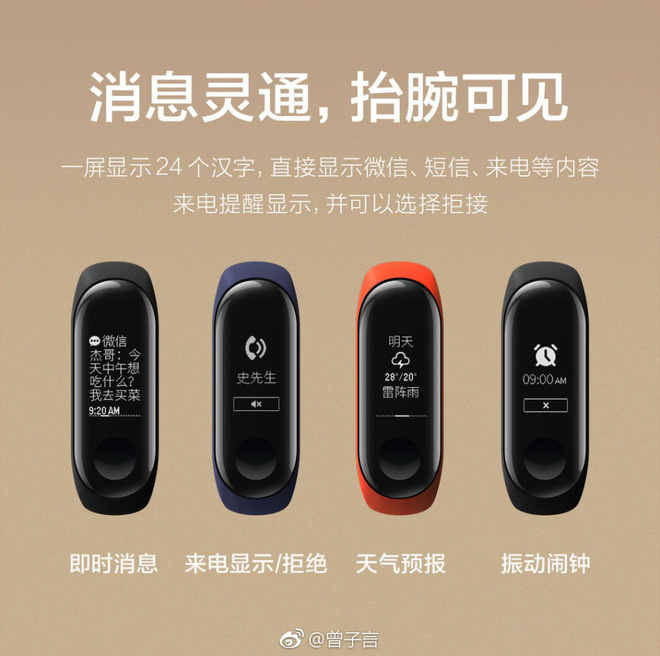 消息灵通，抬腕可见
一屏显示24个汉字，直接显示微信、短信、来电等内容
来电提醒显示，并可以选择拒接
微信
杰哥：今
天中午想
吃什么？
我去买菜
9:20 AM
史先生
明天
28°/20°
雷阵雨
09:00 AM
即时消息
来电显示/拒绝
天气预报
振动闹钟
@曾子言